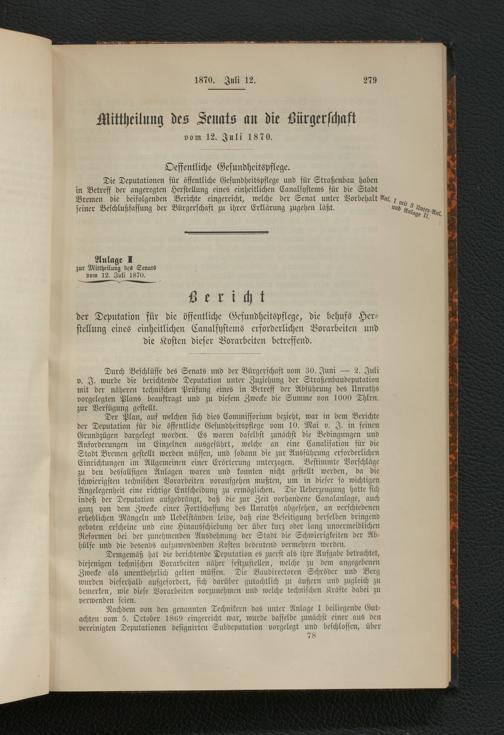 1870. Juli 12.
279
Mittheilung des Senats an die Bürgerschaft
vom 12. Juli 1870.
Oeffentliche Gesundheitspflege.
Die Deputationen für öffentliche Gesundheitspflege und für Straßenbau haben
in Betreff der angeregten Herstellung eines einheitlichen Canalsystems für die Stadt
Bremen die beifolgenden Berichte eingereicht, welche der Senat unter Vorbehalt
seiner Beschlußfassung der Bürgerschaft zu ihrer Erklärung zugehen läßt.
Anl. I mit 3 Unter-Anl.
und Anlage II.
Anlage I
zur Mittheilung des Senats
vom 12. Juli 1870.
Bericht
der Deputation für die öffentliche Gesundheitspflege, die behufs Her-
stellung eines einheitlichen Canalsystems erforderlichen Vorarbeiten und
die Kosten dieser Vorarbeiten betreffend.
Durch Beschlüsse des Senats und der Bürgerschaft vom 30. Juni — 2. Juli
v. J. wurde die berichtende Deputation unter Zuziehung der Straßenbaudeputation
mit der näheren technischen Prüfung eines in Betreff der Abführung des Unraths
vorgelegten Plans beauftragt und zu diesem Zwecke die Summe von 1000 Thlrn.
zur Verfügung gestellt.
Der Plan, auf welchen sich dies Commissorium bezieht, war in dem Berichte
der Deputation für die öffentliche Gesundheitspflege vom 10. Mai v. J. in seinen
Grundzügen dargelegt worden. Es waren daselbst zunächst die Bedingungen und
Anforderungen im Einzelnen ausgeführt, welche an eine Canalisation für die
Stadt Bremen gestellt werden müssen, und sodann die zur Ausführung erforderlichen
Einrichtungen im Allgemeinen einer Erörterung unterzogen. Bestimmte Vorschläge
zu den desfallsigen Anlagen waren und konnten nicht gestellt werden, da die
schwierigsten technischen Vorarbeiten voraufgehen mußten, um in dieser so wichtigen
Angelegenheit eine richtige Entscheidung zu ermöglichen. Die Ueberzeugung hatte sich
indeß der Deputation aufgedrängt, daß die zur Zeit vorhandene Canalanlage, auch
ganz von dem Zwecke einer Fortschaffung des Unraths abgesehen, an verschiedenen
erheblichen Mängeln und Uebelständen leide, daß eine Beseitigung derselben dringend
geboten erscheine und eine Hinausschiebung der über kurz oder lang unvermeidlichen
Reformen bei der zunehmenden Ausdehnung der Stadt die Schwierigkeiten der Ab-
hülfe und die deßends aufzuwendenden Kosten bedeutend vermehren werden.
Demgemäß hat die berichtende Deputation es zuerst als ihre Aufgabe betrachtet,
diejenigen technischen Vorarbeiten näher festzustellen, welche zu dem angegebenen
Zwecke als unentbehrlich gelten müssen. Die Baudirectoren Schröder und Berg
wurden dieserhalb aufgefordert, sich darüber gutachtlich zu äußern und zugleich zu
bemerken, wie diese Vorarbeiten vorzunehmen und welche technischen Kräfte dabei zu
verwenden seien.
Nachdem von den genannten Technikern das unter Anlage 1 beiliegende Gut-
achten vom 5. October 1869 eingereicht war, wurde dasselbe zunächst einer aus den
vereinigten Deputationen designirten Subdeputation vorgelegt und beschlossen, über
78